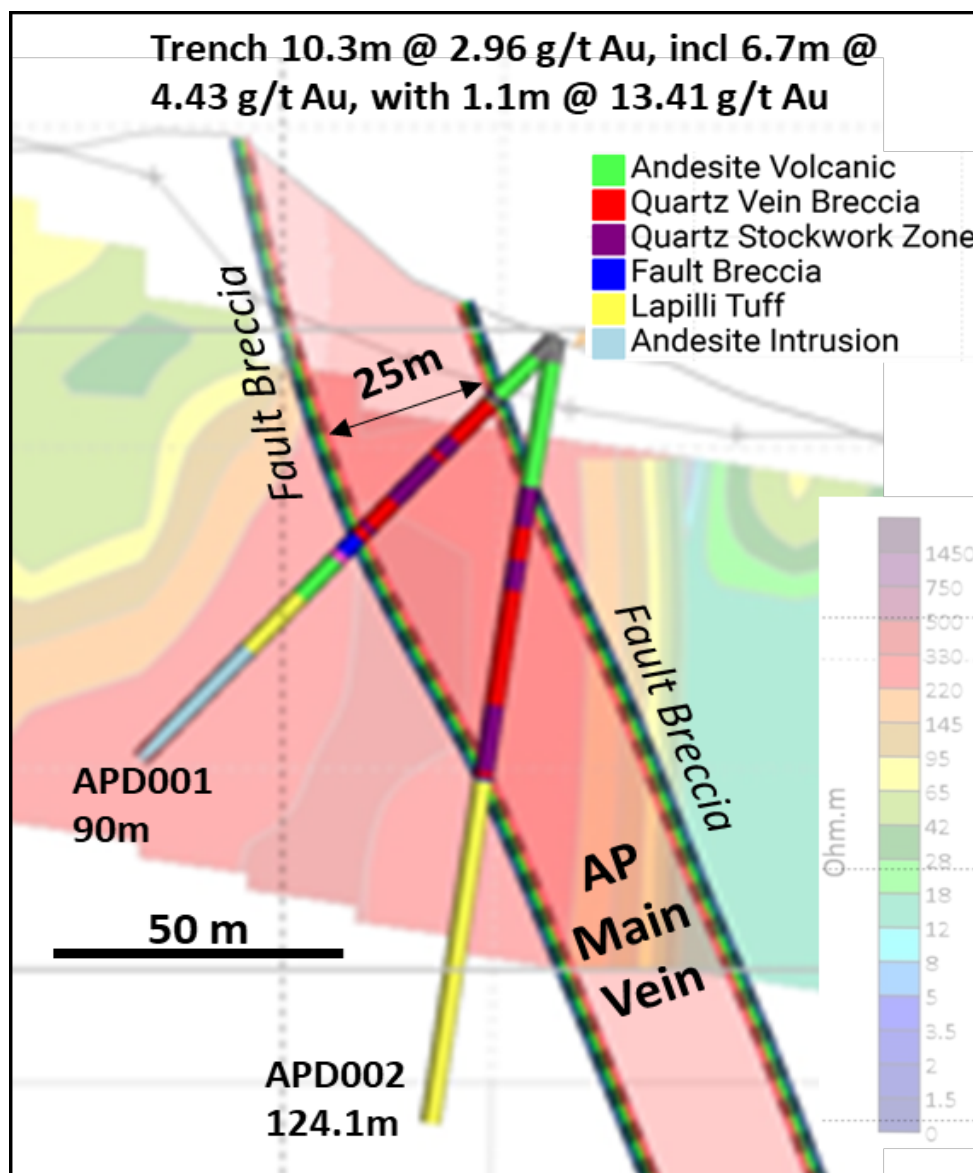 Trench 10.3m @ 2.96 g/t Au, incl 6.7m @
4.43 g/t Au, with 1.1m @ 13.41 g/t Au
Andesite Volcanic
Quartz Vein Breccia
Quartz Stockwork Zone
Fault Breccia
Lapilli Tuff
Andesite Intrusion
Fault Breccia
25m
Fault Breccia
APD001
90m
50 m
AP
Main
Vein
APD002
124.1m
Ohm.m
1450
750
500
330
220
145
95
65
42
28
18
12
8
5
3.5
2
1.5
0